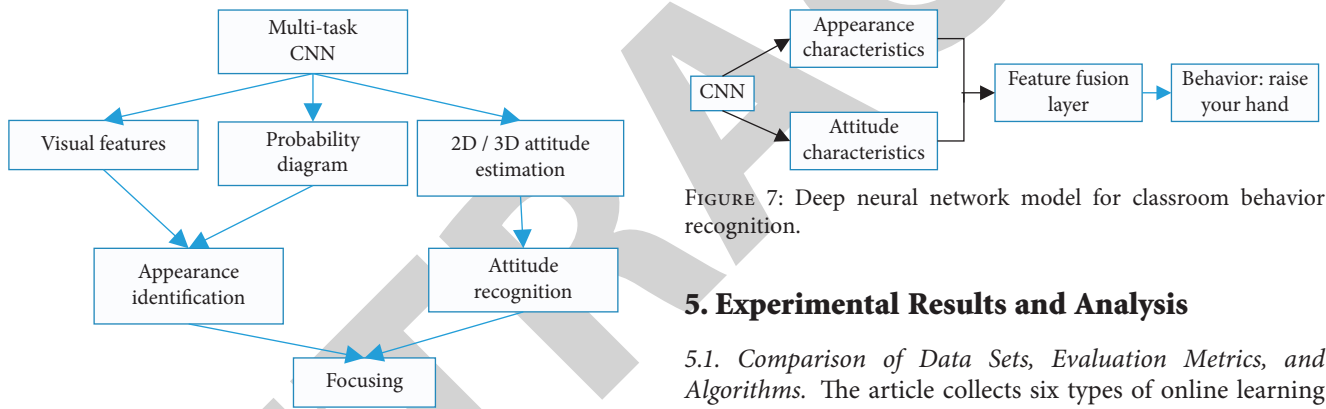 Multi-task
CNN
Visual features
Probability
diagram
2D / 3D attitude
estimation
Appearance
identification
Attitude
recognition
Focusing
Appearance
characteristics
CNN
Attitude
characteristics
Feature fusion
layer
Behavior: raise
your hand
FIGURE 7: Deep neural network model for classroom behavior
recognition.
5. Experimental Results and Analysis
5.1. Comparison of Data Sets, Evaluation Metrics, and
Algorithms. The article collects six types of online learning